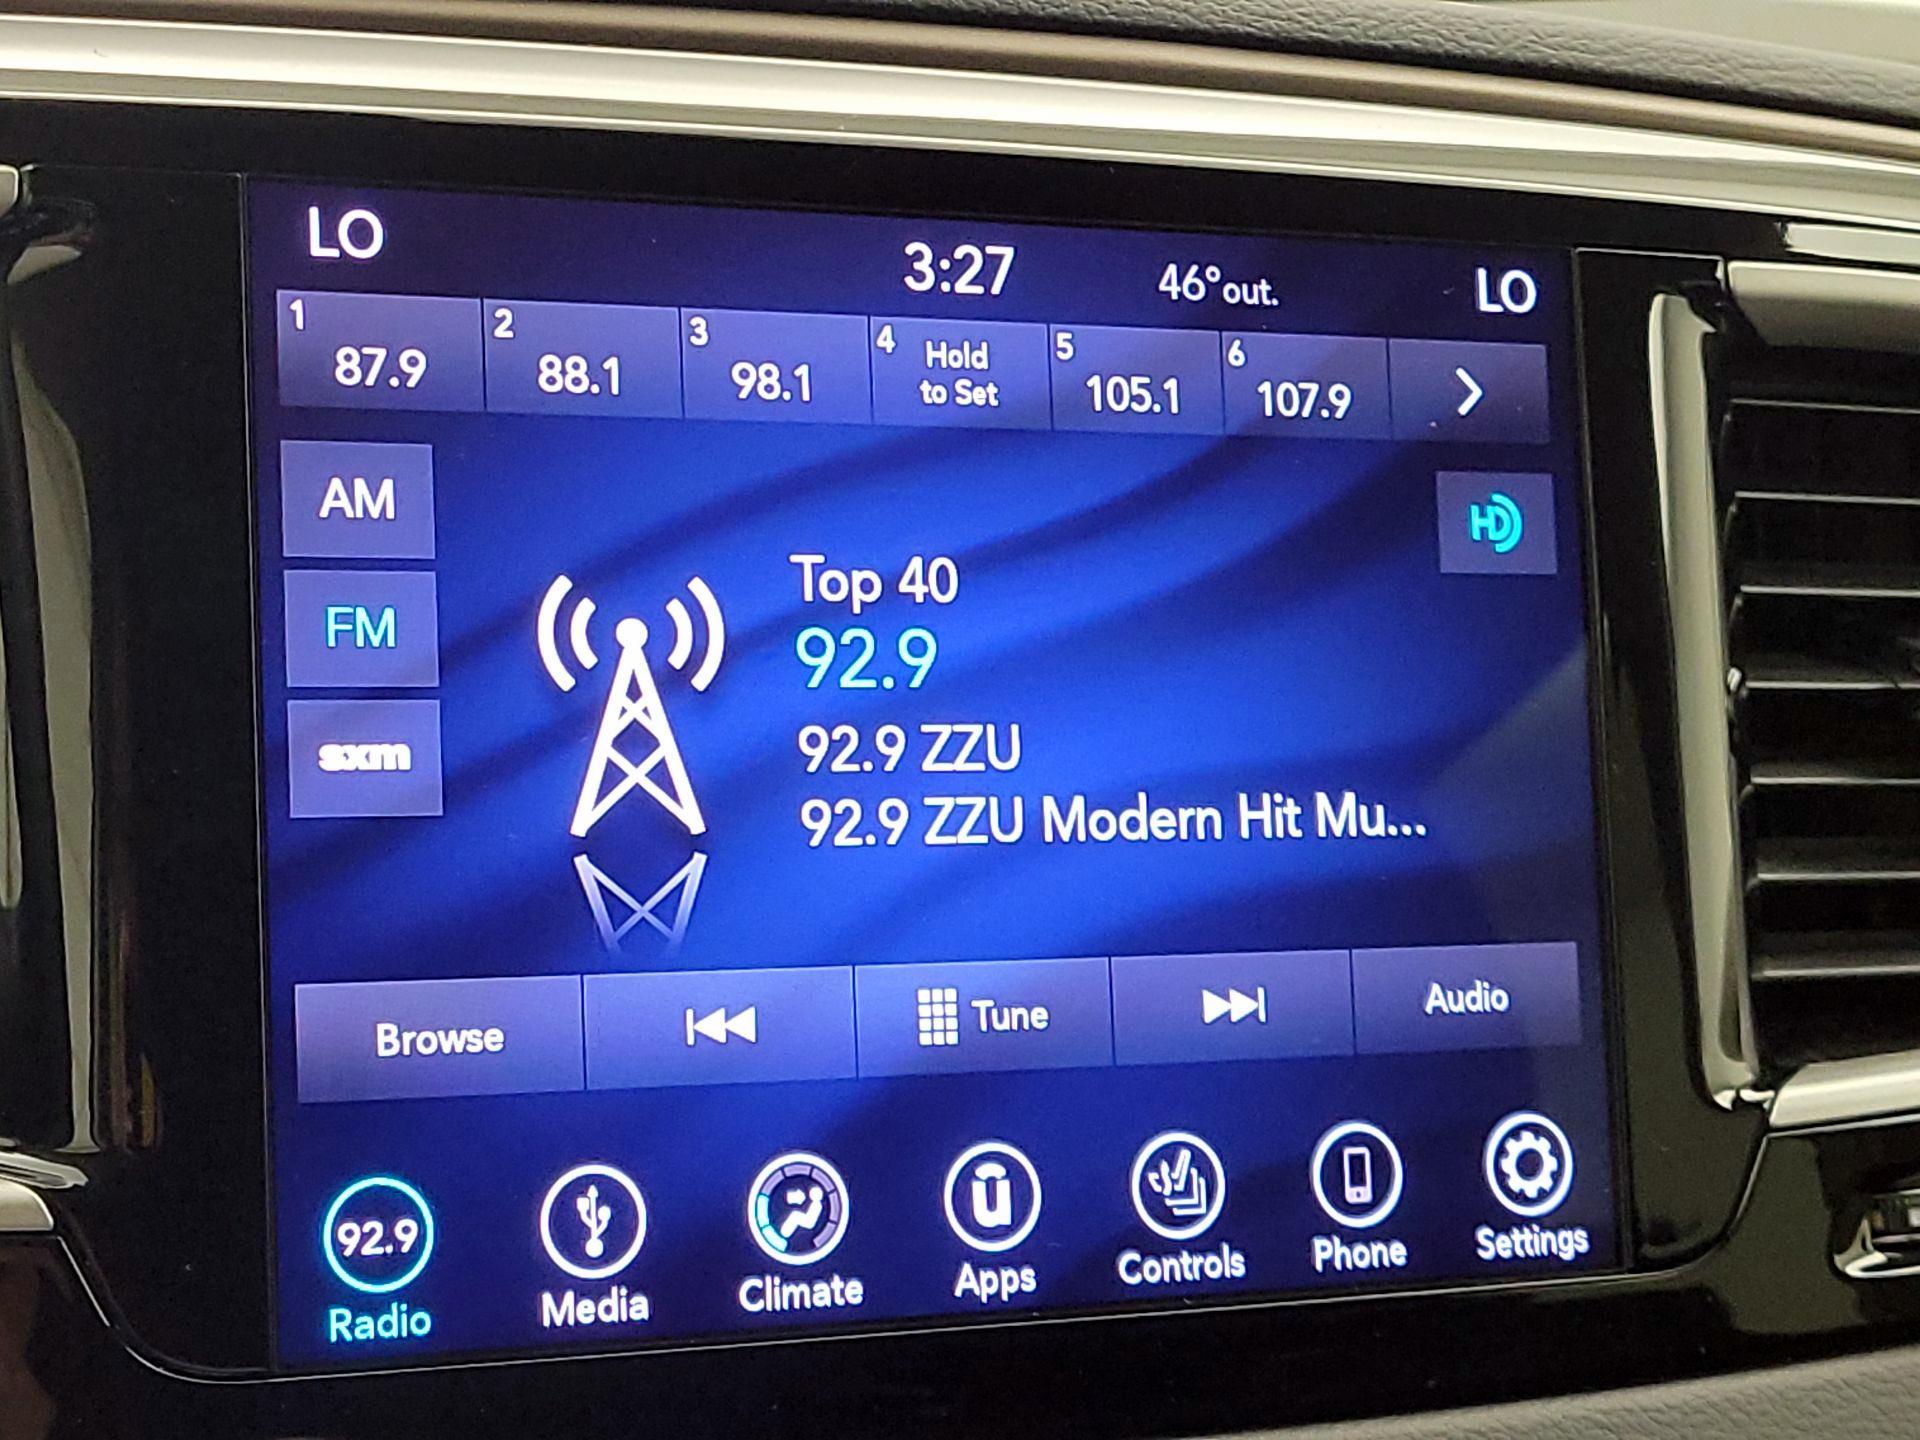 LO 3:27 46°out. LO
1 2 3 4 5 6
87.9 88.1 98.1 Hold 105.1 107.9
to Set
AM
HD
FM
sxm
Top 40
92.9
92.9 ZZU
92.9 ZZU Modern Hit Mu...
Browse Tune Audio
92.9 u
Radio Media Climate Apps Controls Phone Settings